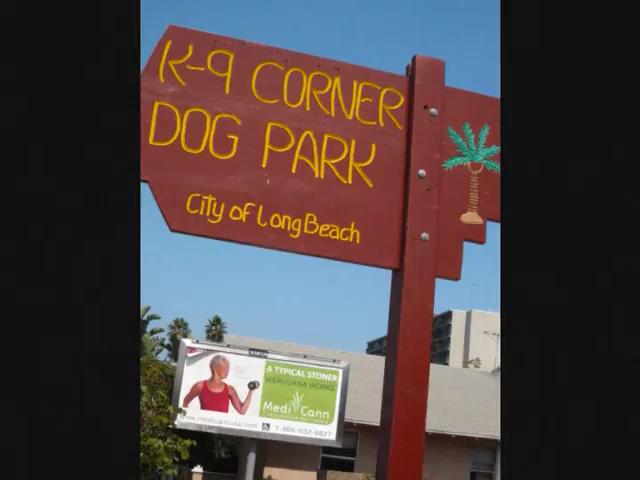 K-9 CORNER
DOG PARK
City of Long Beach
A TYPICAL STONER
MARIJUANA WORKS.
MediCann